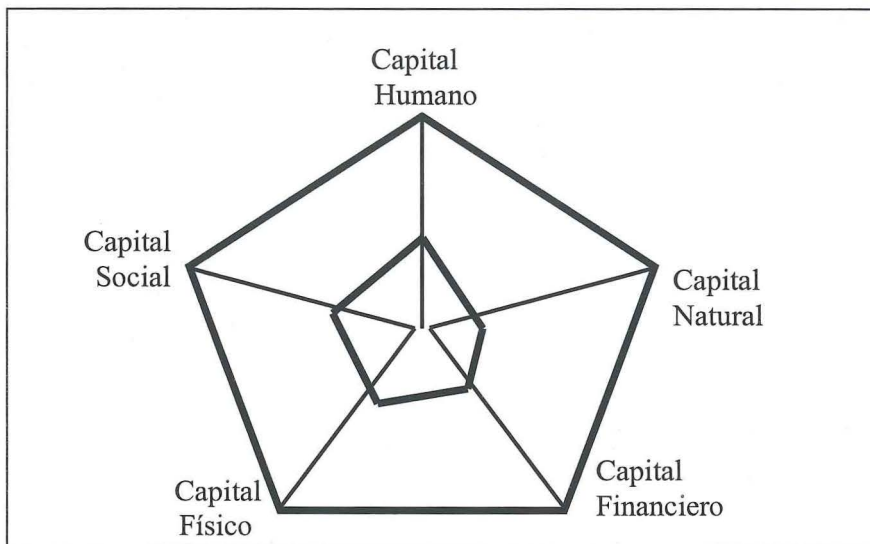 Capital
Humano
Capital
Social
Capital
Natural
Capital
Físico
Capital
Financiero